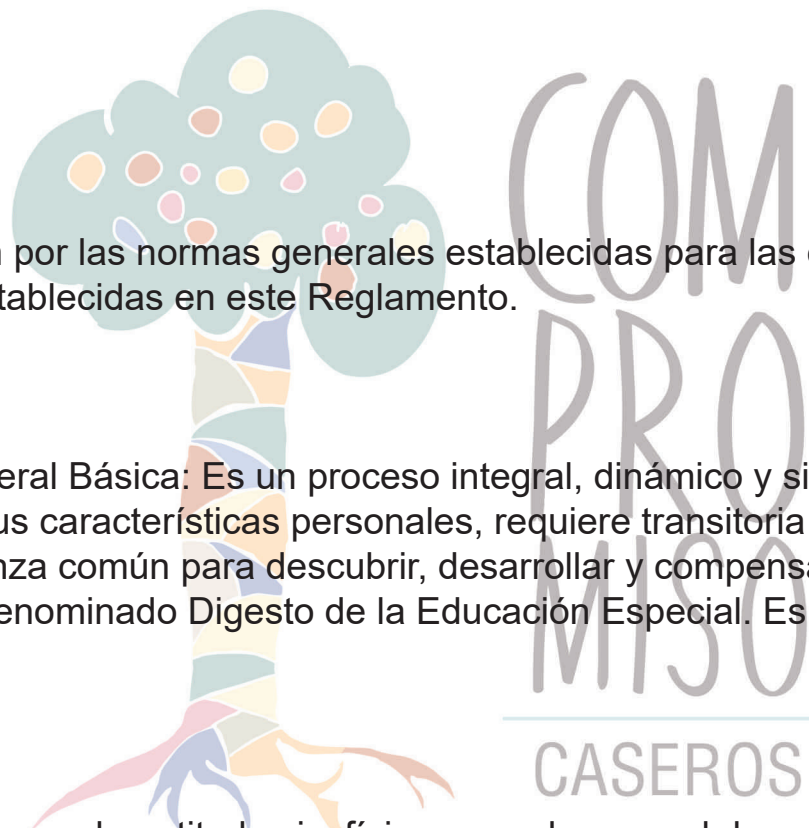 por las normas generales establecidas para las
tablecidas en este Reglamento.
eral Básica: Es un proceso integral, dinámico y
us características personales, requiere transitoria
nza común para descubrir, desarrollar y compensa
enominado Digesto de la Educación Especial. Es
COM
PRO
MISO
CASEROS